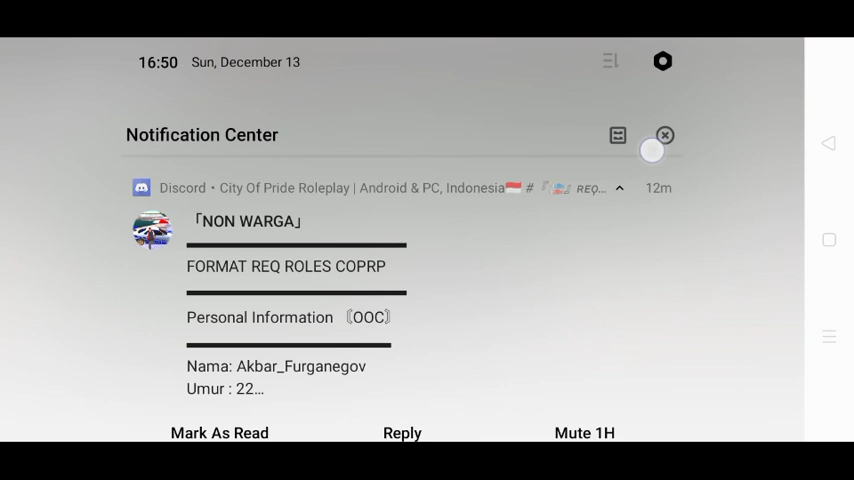 16:50 Sun, December 13
Notification Center
Discord • City Of Pride Roleplay | Android & PC, Indonesia🇮🇩 # 『🏪』 ʀᴇǫ... 12m
「NON WARGA」
FORMAT REQ ROLES COPRP
Personal Information 〘OOC〙
Nama: Akbar_Furganegov
Umur : 22...
Mark As Read Reply Mute 1H